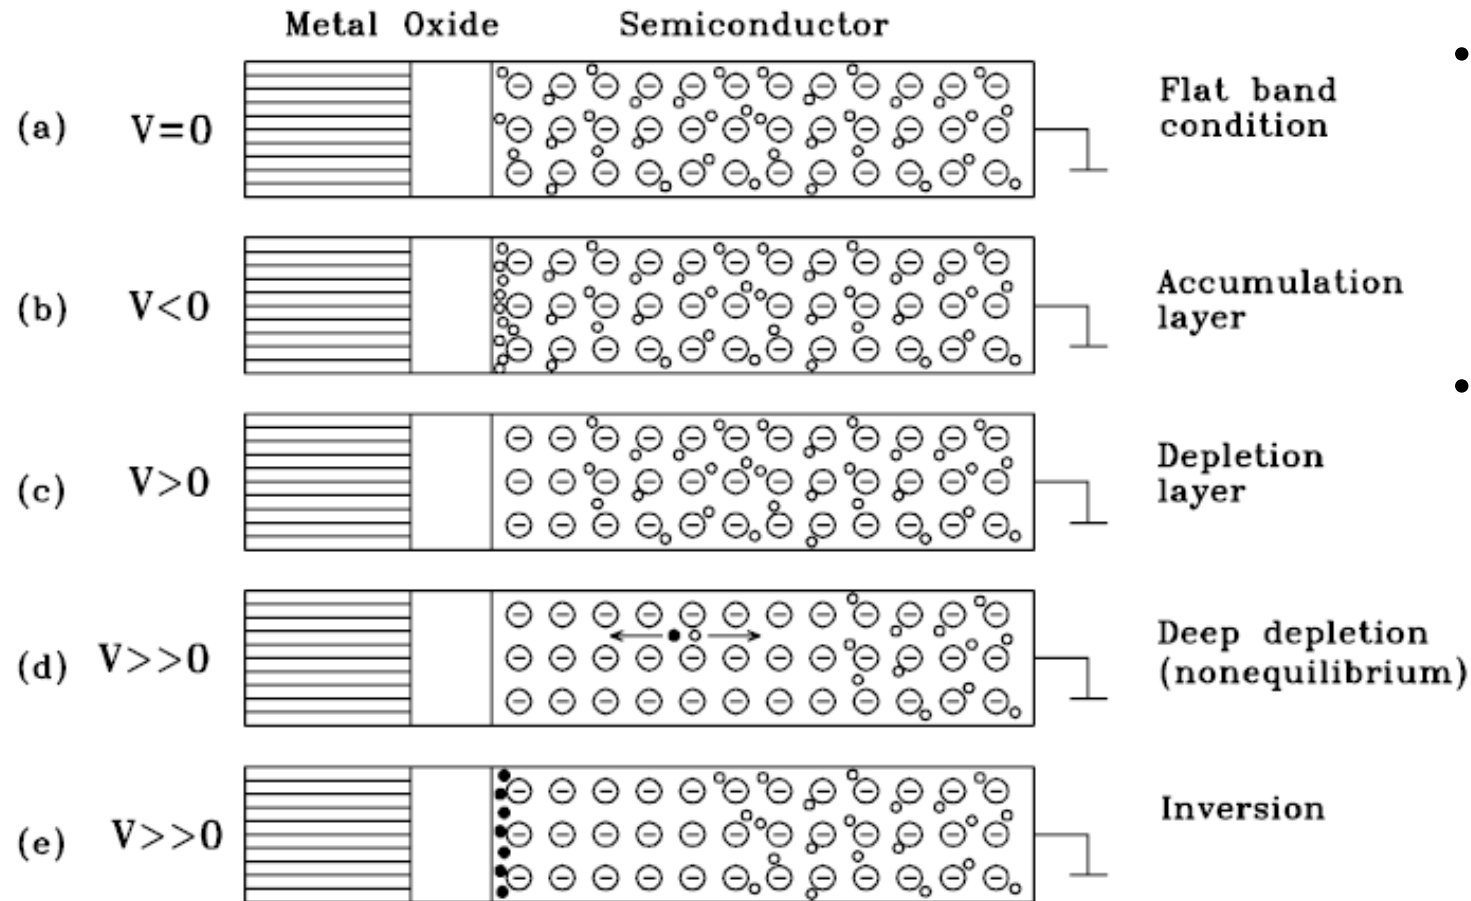 Metal Oxide Semiconductor
(a) V=0 Flat band
condition
(b) V<0 Accumulation
layer
(c) V>0 Depletion
layer
(d) V>>0 Deep depletion
(nonequilibrium)
(e) V>>0 Inversion